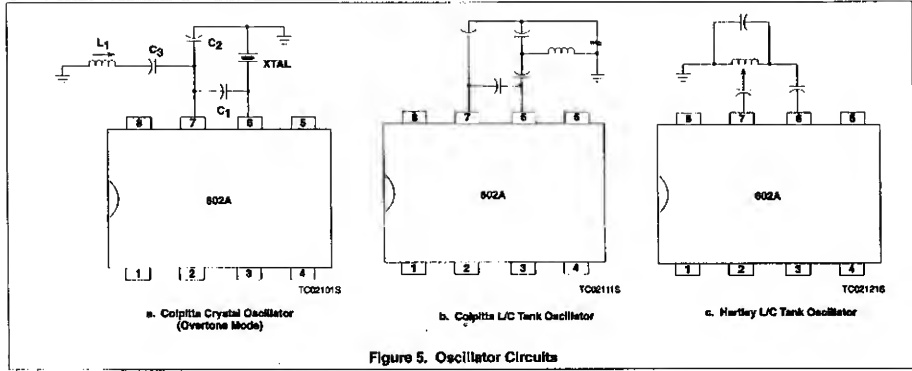 L1
C3
C2
XTAL
C1
8 7 6 5
602A
1 2 3 4
TC02101S
a. Colpitts Crystal Oscillator
(Overtone Mode)
8 7 6 5
602A
1 2 3 4
TC02111S
b. Colpitts L/C Tank Oscillator
8 7 6 5
602A
1 2 3 4
TC02121S
c. Hartley L/C Tank Oscillator
Figure 5. Oscillator Circuits